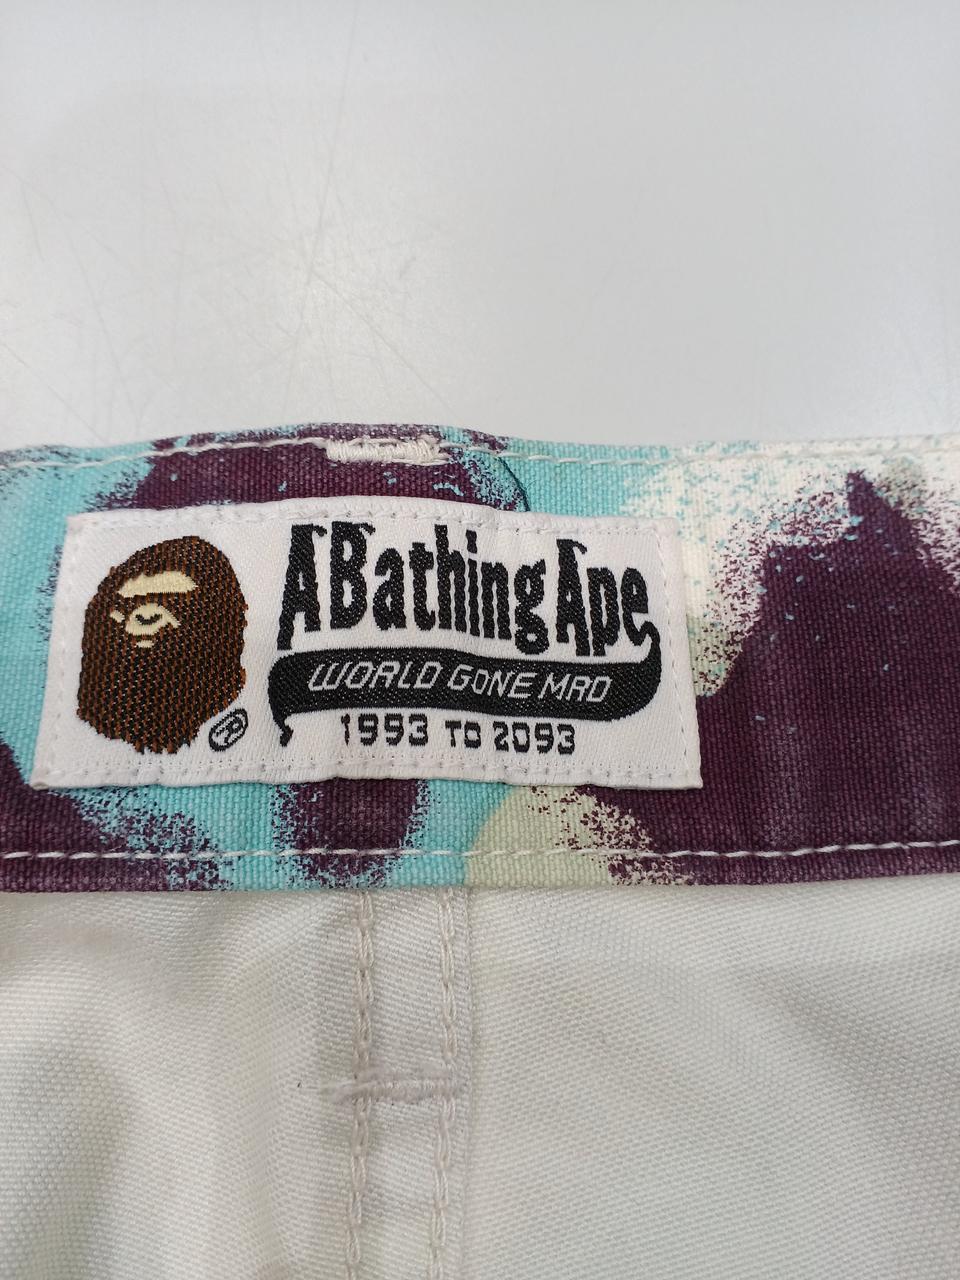 A Bathing Ape
WORLD GONE MAD
1993 TO 2093
®